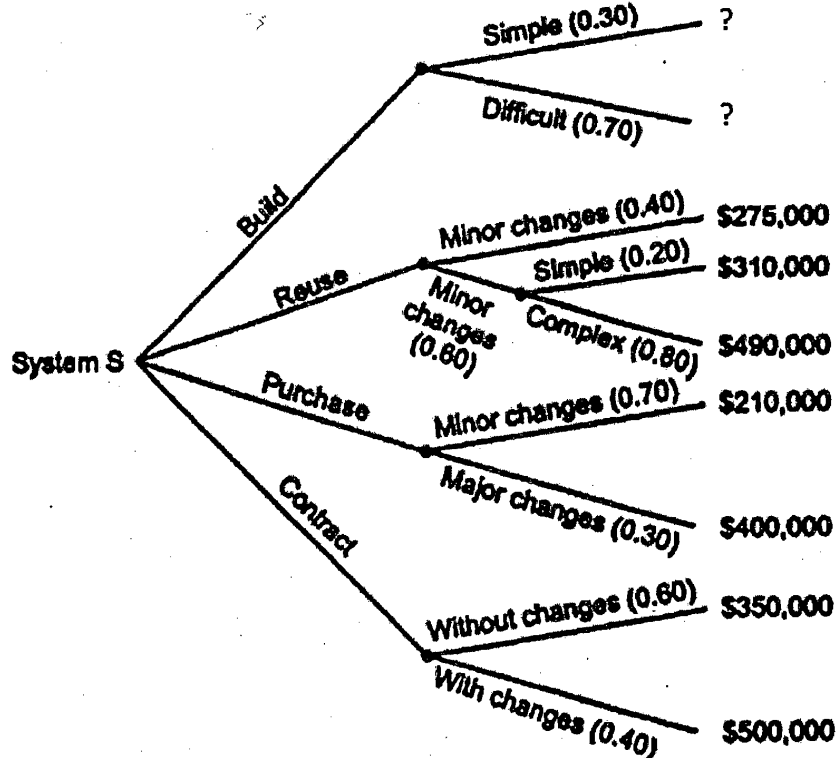 Simple (0.30)
?
Difficult (0.70)
?
Build
Minor changes (0.40)
$275,000
Reuse
Simple (0.20)
$310,000
Minor
changes
(0.60)
Complex (0.80)
$490,000
System S
Purchase
Minor changes (0.70)
$210,000
Major changes (0.30)
$400,000
Contract
Without changes (0.60)
$350,000
With changes (0.40)
$500,000